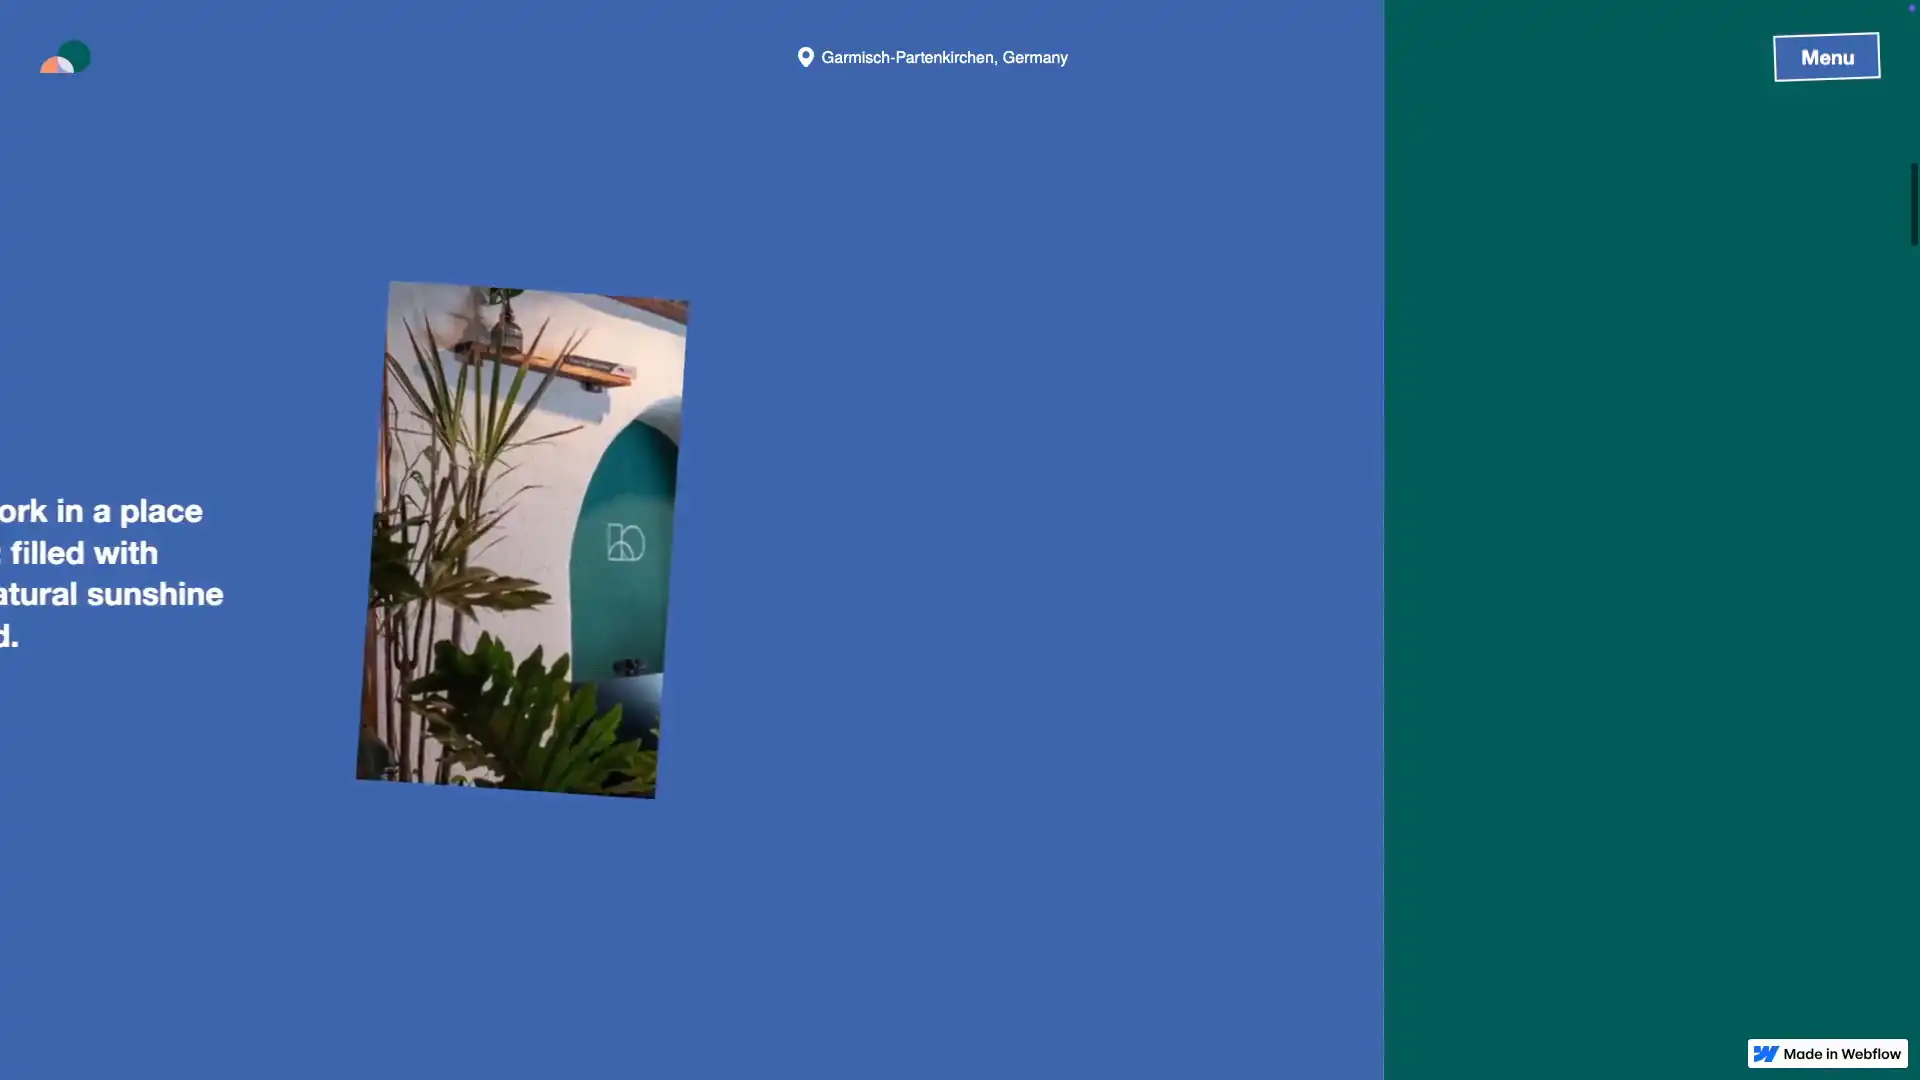 Garmisch-Partenkirchen, Germany
Menu
ork in a place
filled with
atural sunshine
d.
Made in Webflow